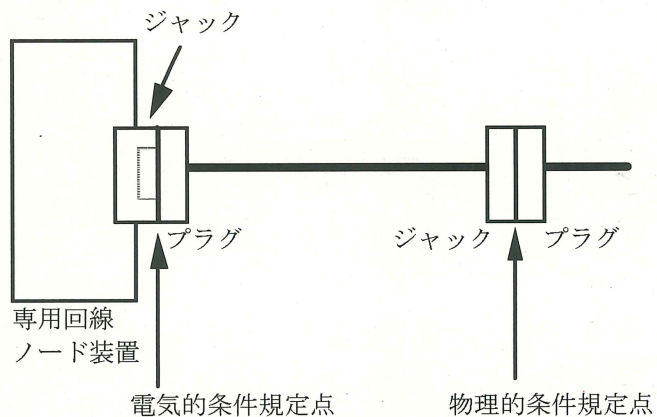 ジャック
プラグ
ジャック
プラグ
専用回線
ノード装置
電気的条件規定点
物理的条件規定点